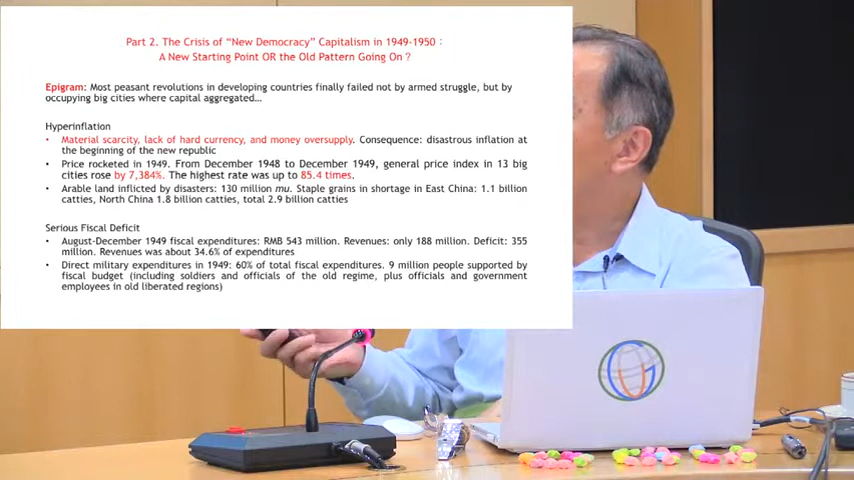 Part 2. The Crisis of “New Democracy” Capitalism in 1949-1950：
A New Starting Point OR the Old Pattern Going On？
Epigram: Most peasant revolutions in developing countries finally failed not by armed struggle, but by
occupying big cities where capital aggregated…
Hyperinflation
• Material scarcity, lack of hard currency, and money oversupply. Consequence: disastrous inflation at
the beginning of the new republic
• Price rocketed in 1949. From December 1948 to December 1949, general price index in 13 big
cities rose by 7,384%. The highest rate was up to 85.4 times.
• Arable land inflicted by disasters: 130 million mu. Staple grains in shortage in East China: 1.1 billion
catties, North China 1.8 billion catties, total 2.9 billion catties
Serious Fiscal Deficit
• August-December 1949 fiscal expenditures: RMB 543 million. Revenues: only 188 million. Deficit: 355
million. Revenues was about 34.6% of expenditures
• Direct military expenditures in 1949: 60% of total fiscal expenditures. 9 million people supported by
fiscal budget (including soldiers and officials of the old regime, plus officials and government
employees in old liberated regions)